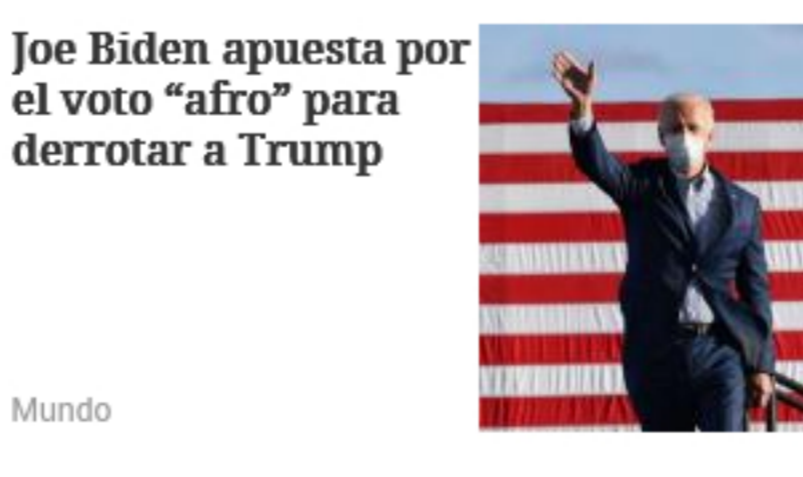 Joe Biden apuesta por
el voto “afro” para
derrotar a Trump
Mundo